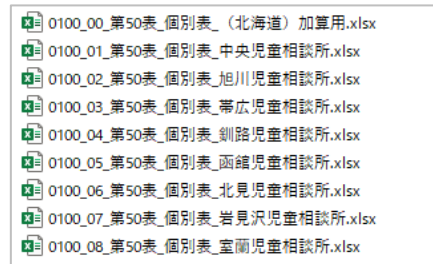 0100_00_第50表_個別表_（北海道）加算用.xlsx
0100_01_第50表_個別表_中央児童相談所.xlsx
0100_02_第50表_個別表_旭川児童相談所.xlsx
0100_03_第50表_個別表_帯広児童相談所.xlsx
0100_04_第50表_個別表_釧路児童相談所.xlsx
0100_05_第50表_個別表_函館児童相談所.xlsx
0100_06_第50表_個別表_北見児童相談所.xlsx
0100_07_第50表_個別表_岩見沢児童相談所.xlsx
0100_08_第50表_個別表_室蘭児童相談所.xlsx